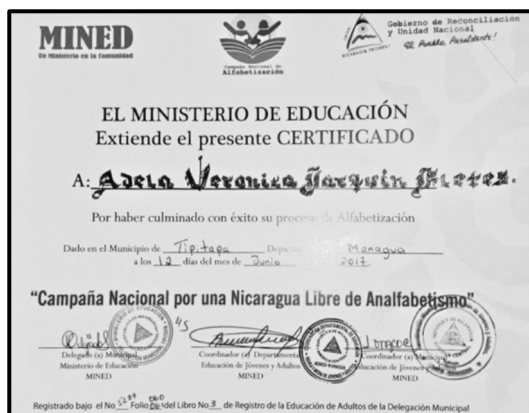 MINED
Un Ministerio en la Comunidad
Campaña Nacional de
Alfabetización
Gobierno de Reconciliación
y Unidad Nacional
El Pueblo, Presidente!
EL MINISTERIO DE EDUCACIÓN
Extiende el presente CERTIFICADO
A: Adela Veronica Jarquin
Por haber culminado con éxito su proceso de Alfabetización
Dado en el Municipio de Tipitapa Managua
a los 12 días del mes de Junio 2017
"Campaña Nacional por una Nicaragua Libre de Analfabetismo"
Delegado (a) Municipal
Ministerio de Educación
MINED
Coordinador (a) Departamental
Educación de Jóvenes y Adultos
MINED
Coordinador (a) Municipal
Educación de Jóvenes y Adultos
MINED
Registrado bajo el No 5237 Folio del Libro No 3 de Registro de la Educación de Adultos de la Delegación Municipal